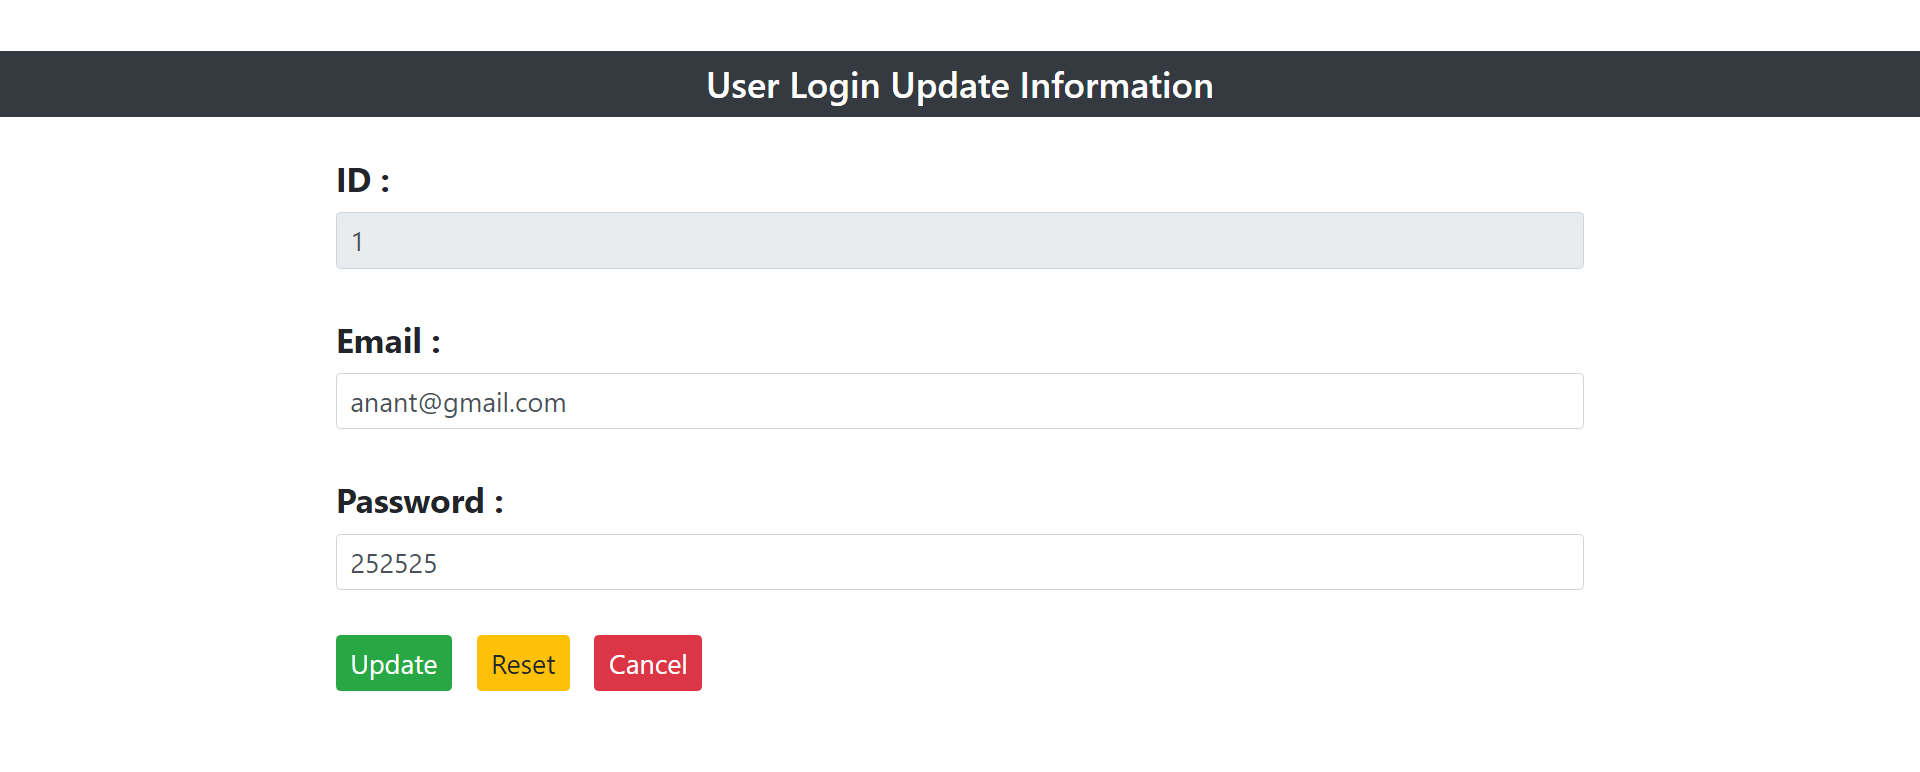 User Login Update Information
ID :
1
Email :
anant@gmail.com
Password :
252525
Update Reset Cancel